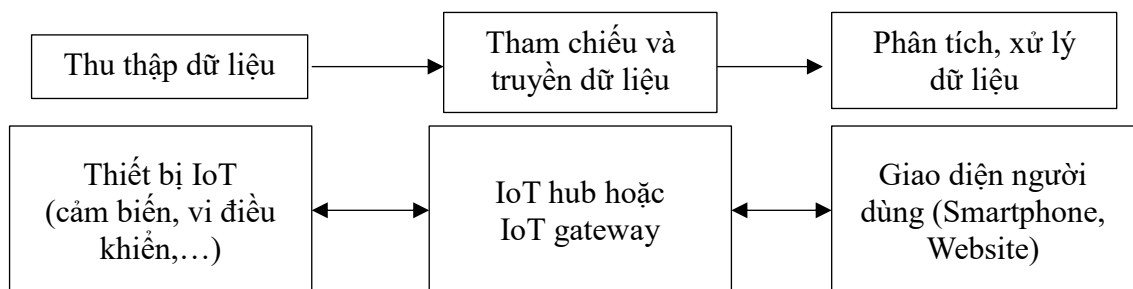 Thu thập dữ liệu
Tham chiếu và
truyền dữ liệu
Phân tích, xử lý
dữ liệu
Thiết bị IoT
(cảm biến, vi điều
khiển,…)
IoT hub hoặc
IoT gateway
Giao diện người
dùng (Smartphone,
Website)